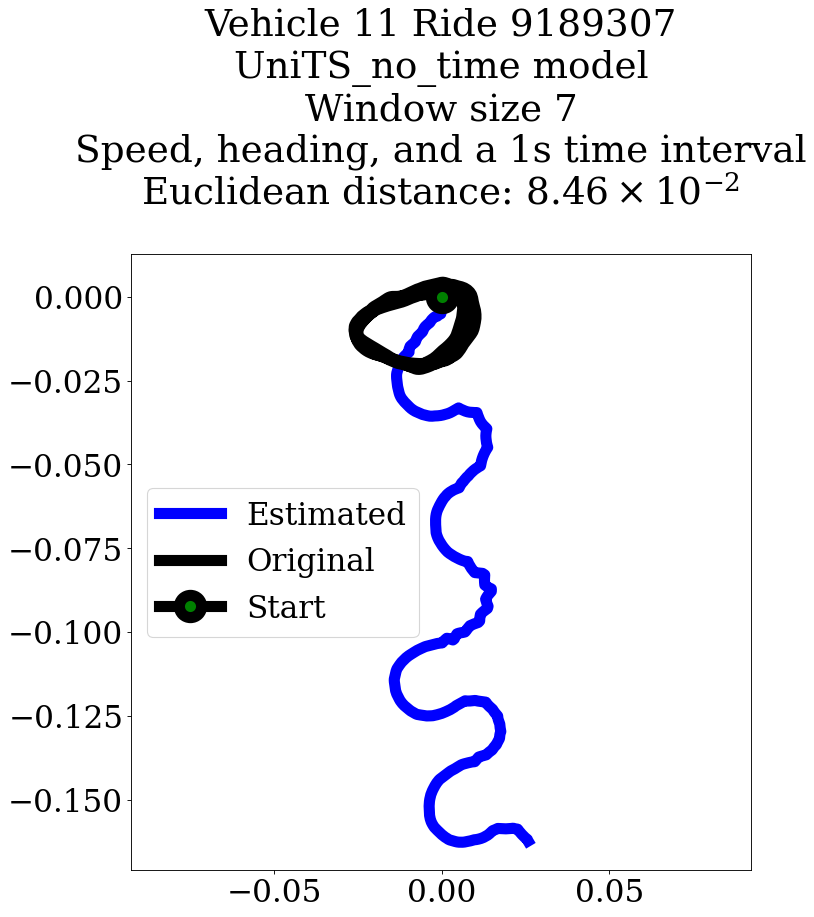 Vehicle 11 Ride 9189307
UniTS_no_time model
Window size 7
Speed, heading, and a 1s time interval
Euclidean distance: 8.46 × 10⁻²
0.000
−0.025
−0.050
−0.075
−0.100
−0.125
−0.150
Estimated
Original
Start
−0.05
0.00
0.05